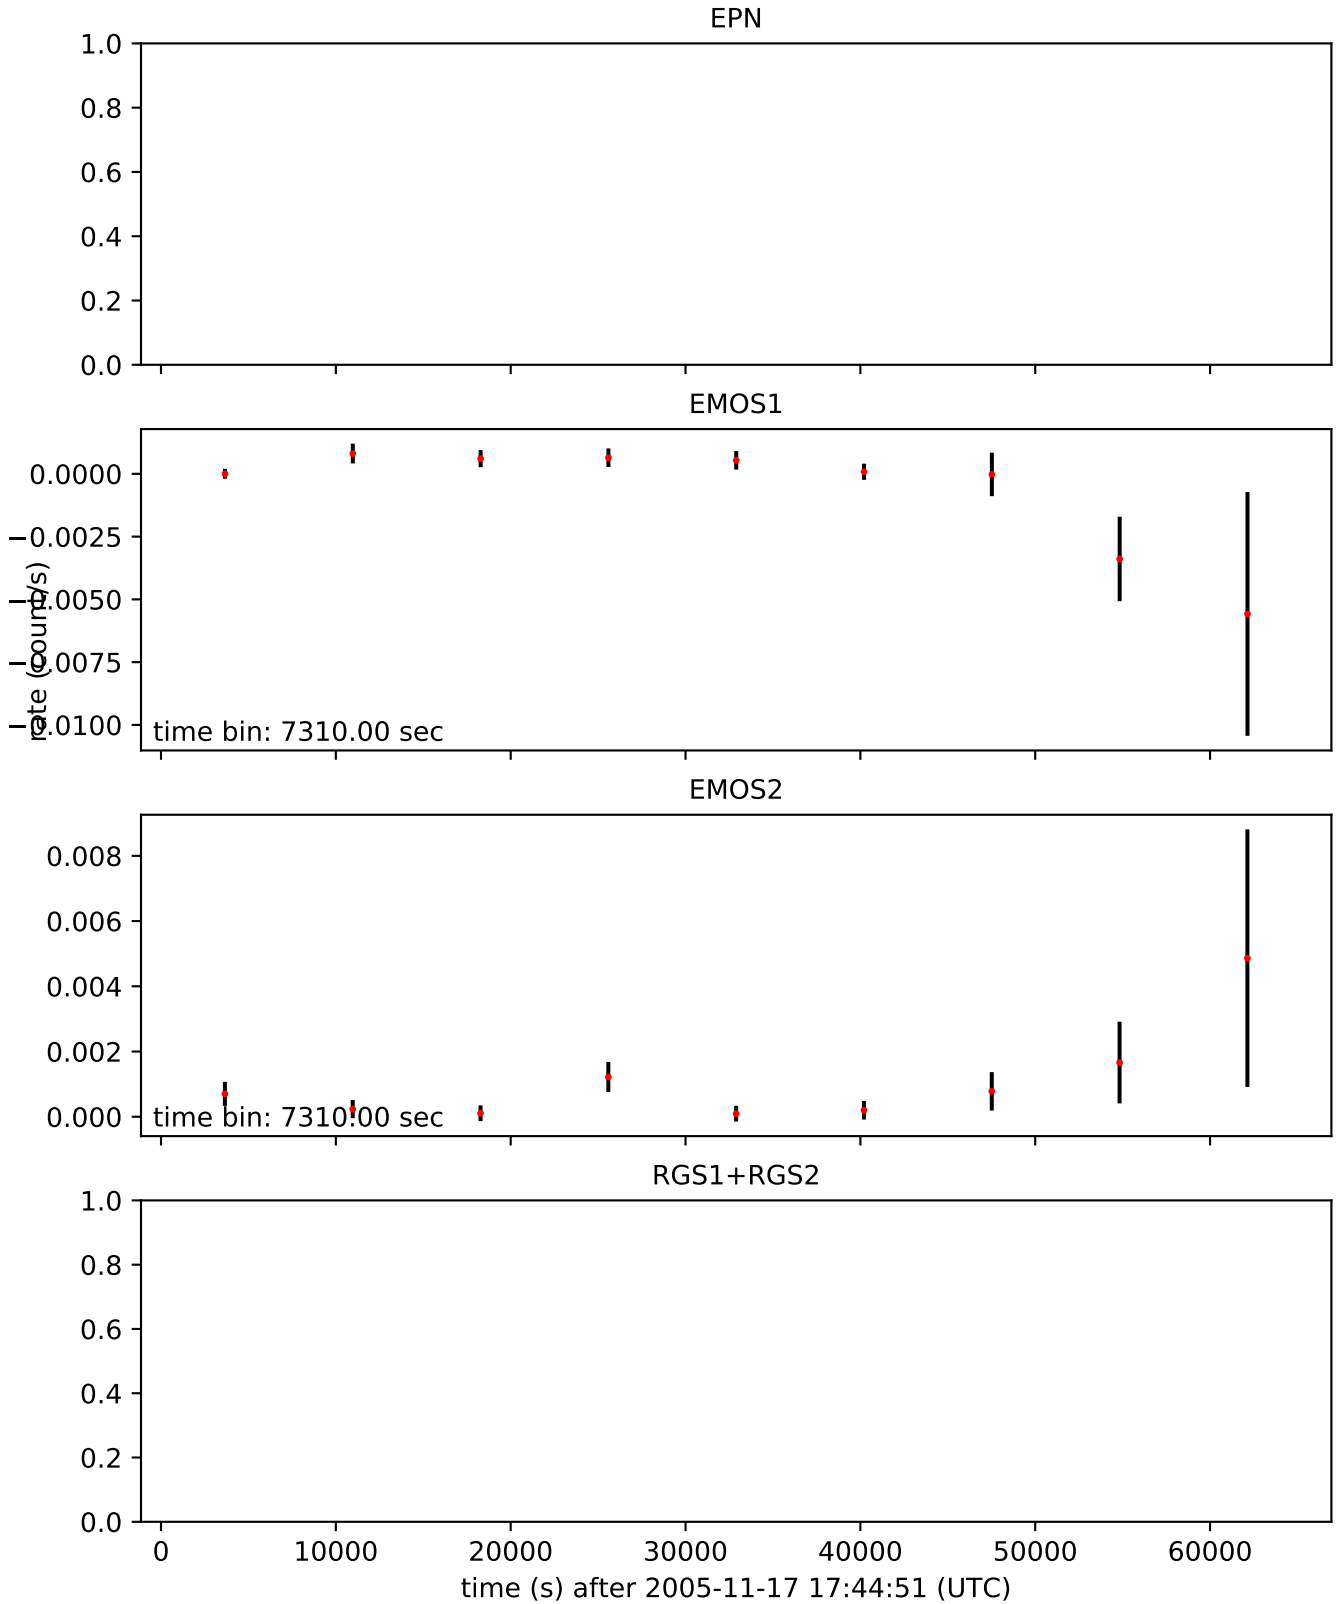 EPN
1.0
0.8
0.6
0.4
0.2
0.0
EMOS1
0.0000
−0.0025
−0.0050
−0.0075
−0.0100
rate (count/s)
time bin: 7310.00 sec
EMOS2
0.008
0.006
0.004
0.002
0.000
time bin: 7310.00 sec
RGS1+RGS2
1.0
0.8
0.6
0.4
0.2
0.0
0 10000 20000 30000 40000 50000 60000
time (s) after 2005-11-17 17:44:51 (UTC)